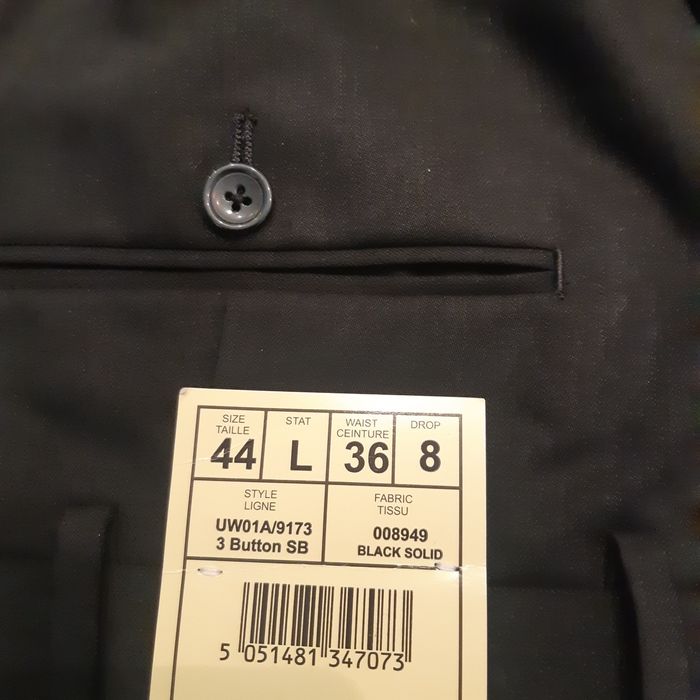 SIZE
TAILLE
44
STAT
L
WAIST
CEINTURE
36
DROP
8
STYLE
LIGNE
UW01A/9173
3 Button SB
FABRIC
TISSU
008949
BLACK SOLID
5 051481 347073